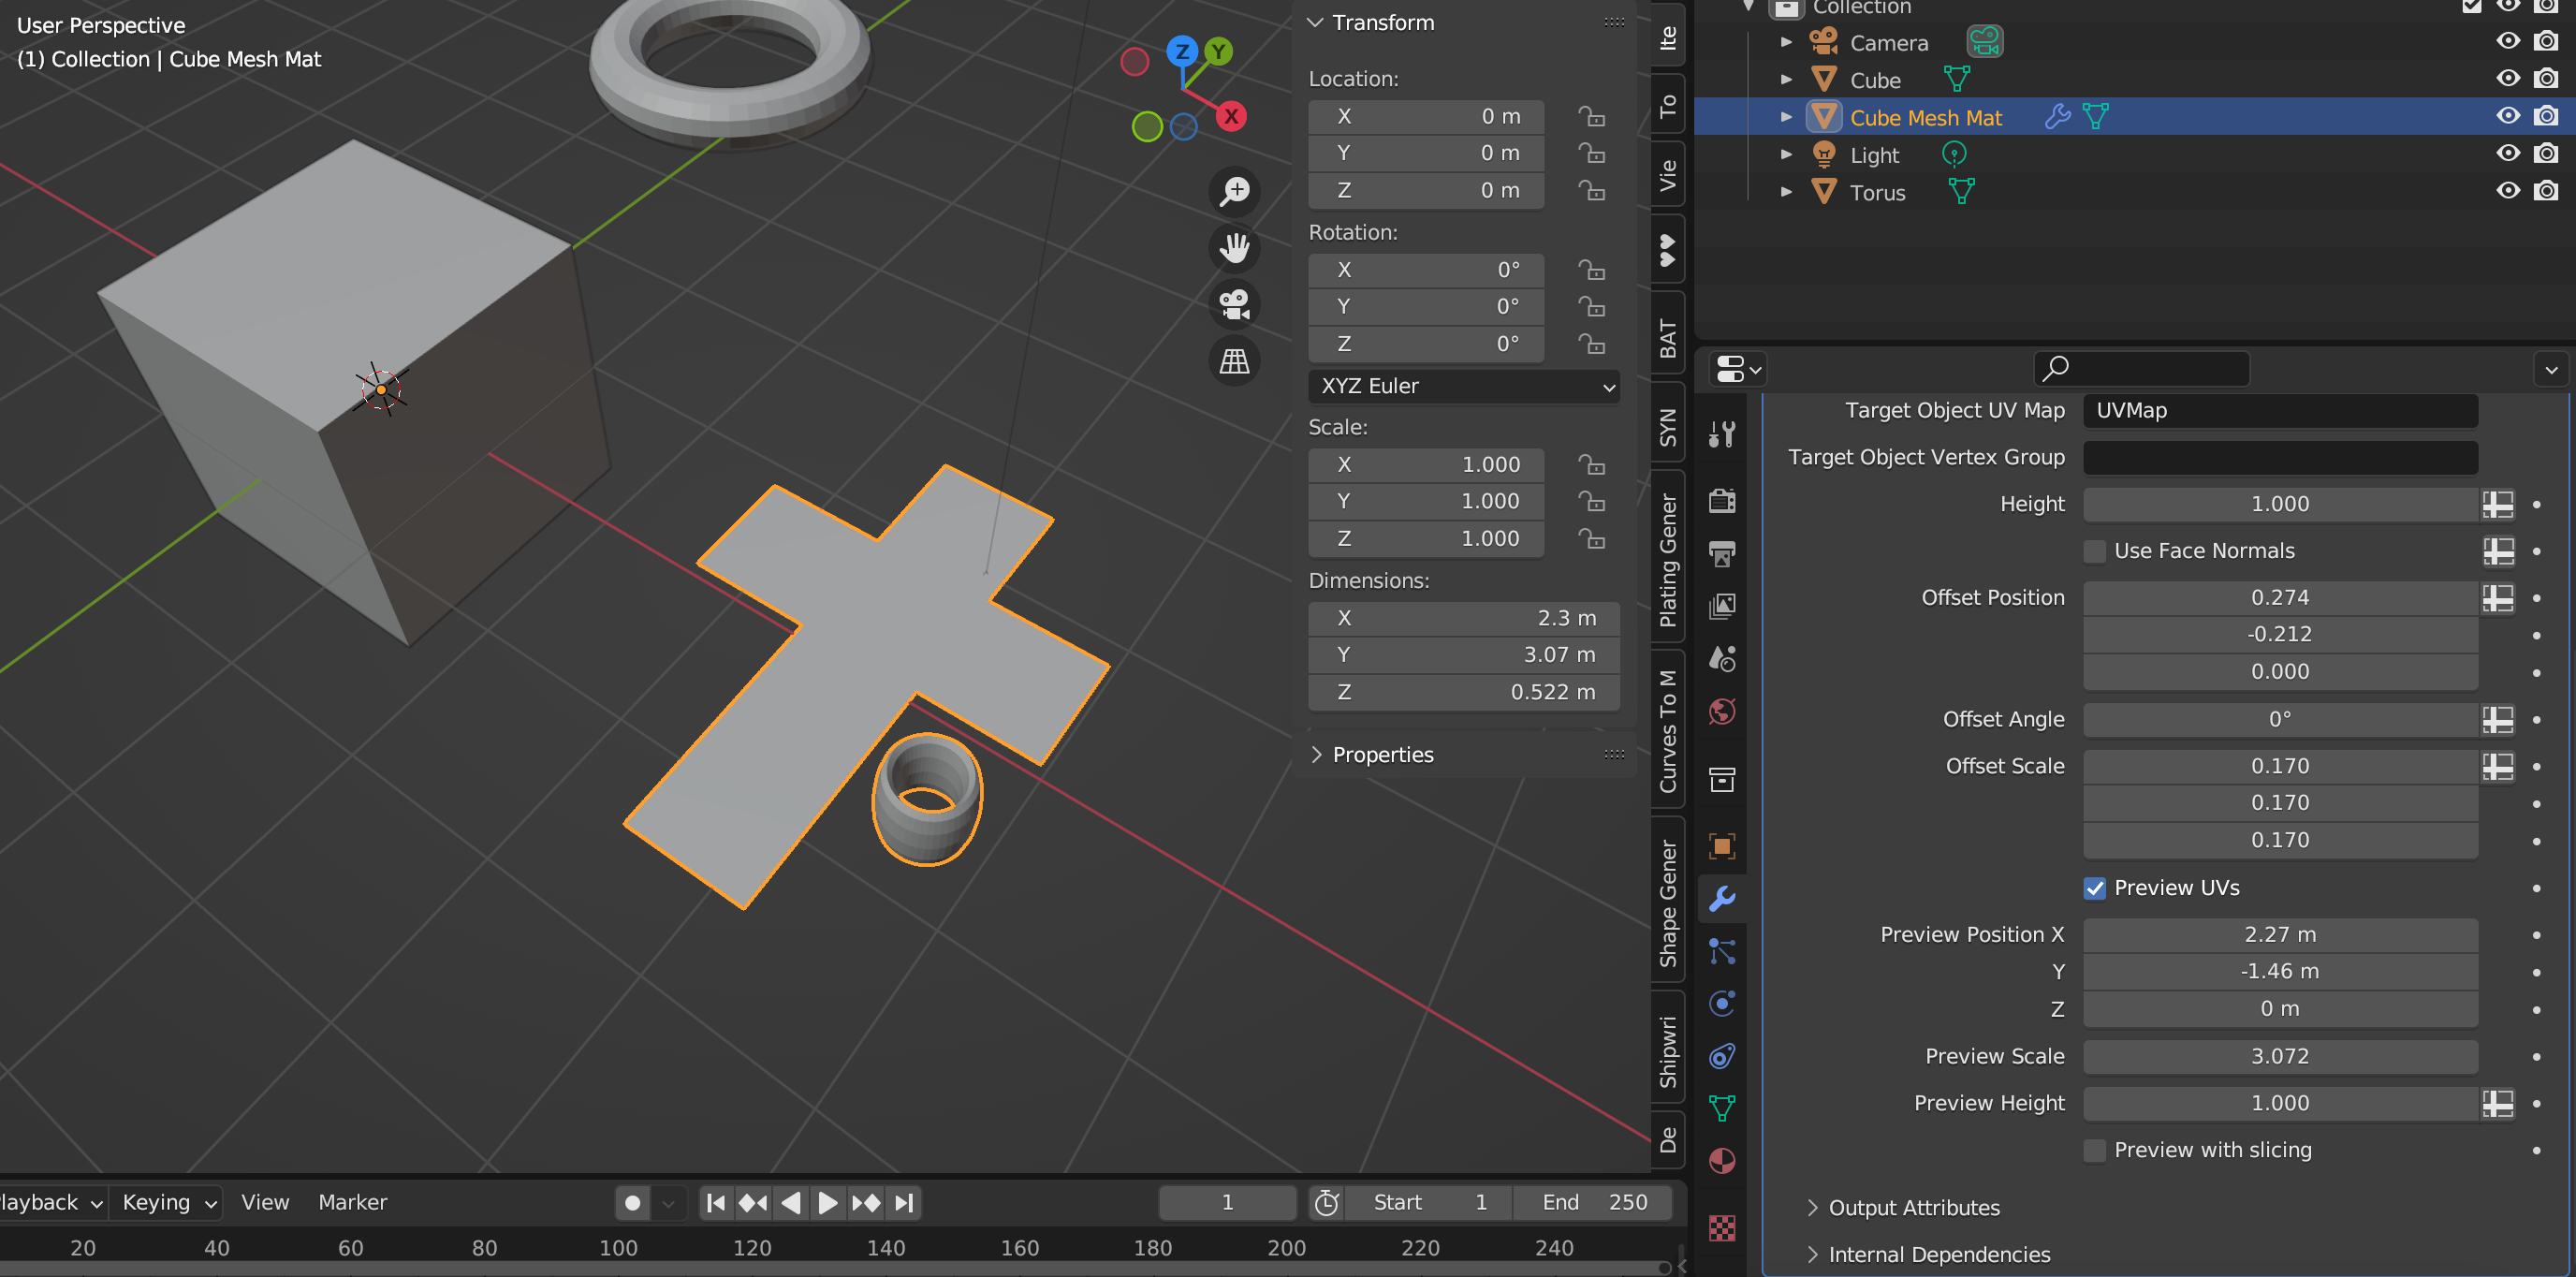 User Perspective
(1) Collection | Cube Mesh Mat
Z
Y
X
Transform
Location:
X 0 m
Y 0 m
Z 0 m
Rotation:
X 0°
Y 0°
Z 0°
XYZ Euler
Scale:
X 1.000
Y 1.000
Z 1.000
Dimensions:
X 2.3 m
Y 3.07 m
Z 0.522 m
Properties
Ite
To
Vie
BAT
SYN
Plating Gener
Curves To M
Shape Gener
Shipwri
De
Collection
Camera
Cube
Cube Mesh Mat
Light
Torus
Target Object UV Map UVMap
Target Object Vertex Group
Height 1.000
Use Face Normals
Offset Position 0.274
-0.212
0.000
Offset Angle 0°
Offset Scale 0.170
0.170
0.170
Preview UVs
Preview Position X 2.27 m
Y -1.46 m
Z 0 m
Preview Scale 3.072
Preview Height 1.000
Preview with slicing
Output Attributes
Internal Dependencies
layback Keying View Marker 1 Start 1 End 250
20 40 60 80 100 120 140 160 180 200 220 240